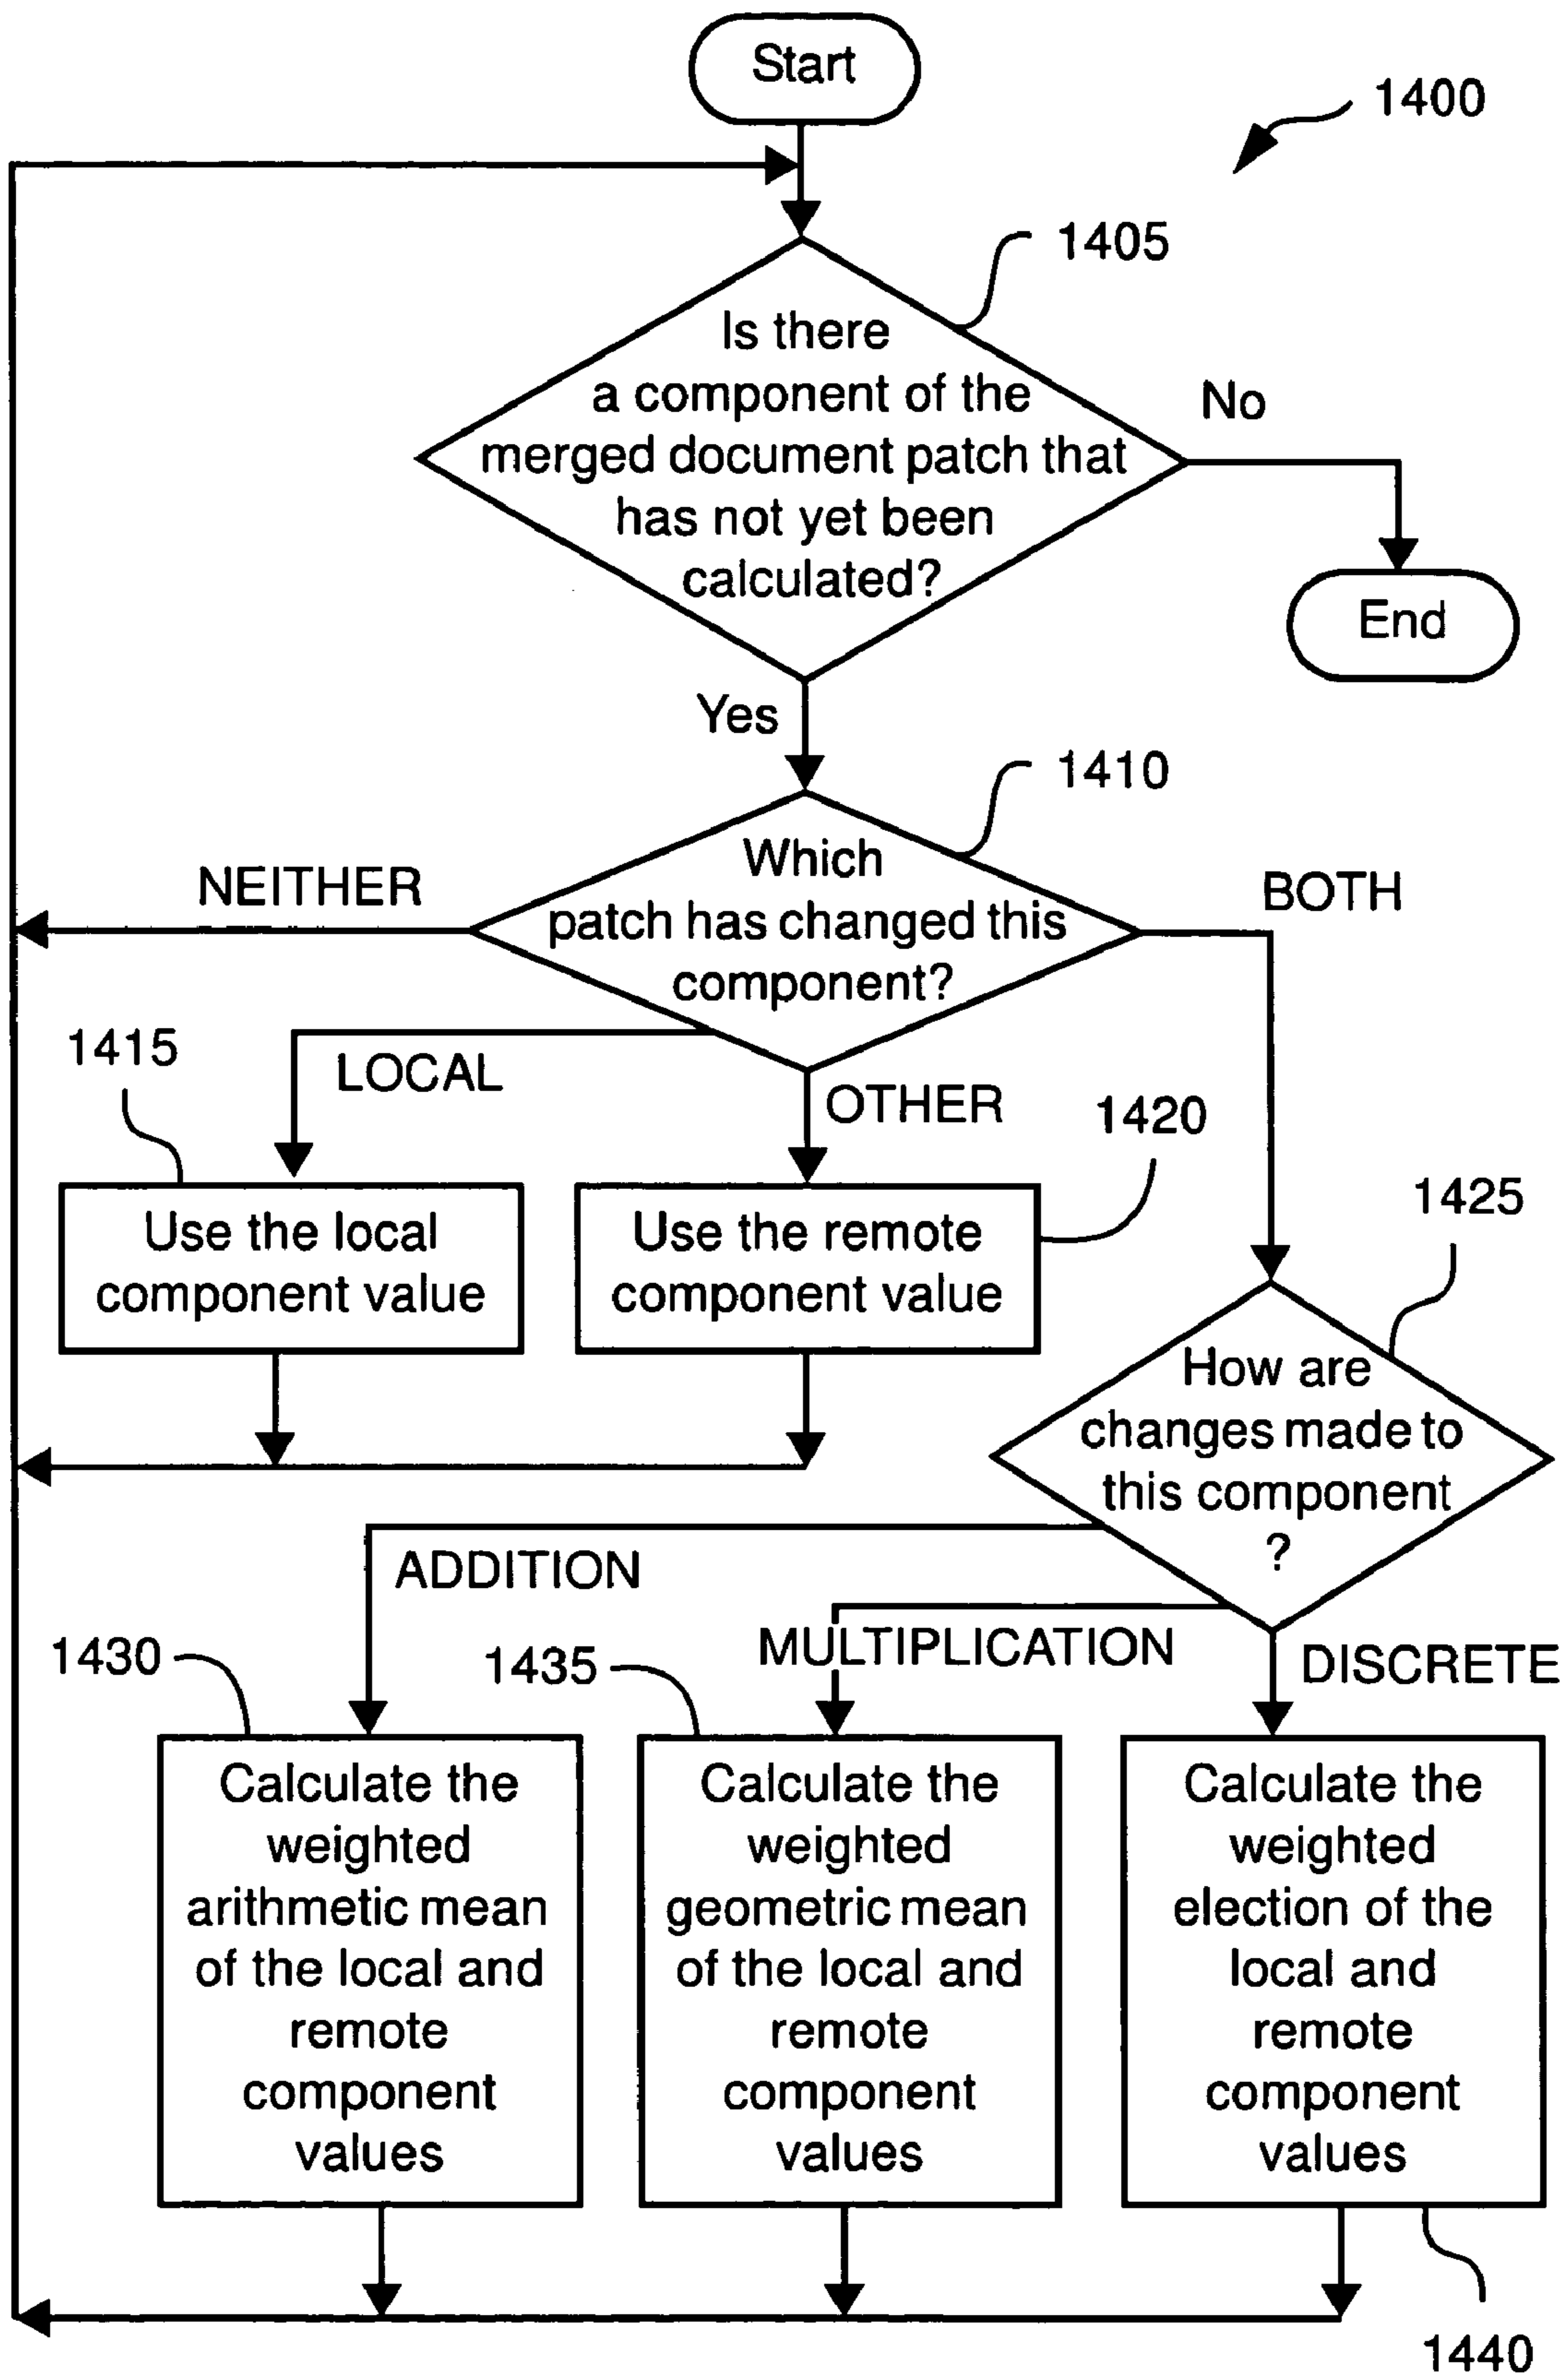 Start
1400
1405
Is there
a component of the
merged document patch that
has not yet been
calculated?
No
End
Yes
1410
Which
patch has changed this
component?
NEITHER
BOTH
1415
LOCAL
OTHER
1420
Use the local
component value
Use the remote
component value
1425
How are
changes made to
this component
?
ADDITION
MULTIPLICATION
DISCRETE
1430
1435
Calculate the
weighted
arithmetic mean
of the local and
remote
component
values
Calculate the
weighted
geometric mean
of the local and
remote
component
values
Calculate the
weighted
election of the
local and
remote
component
values
1440